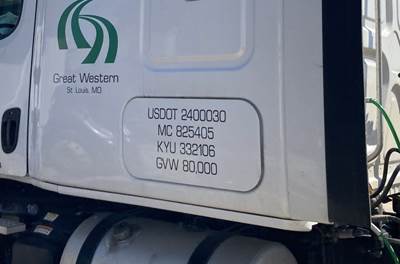 Great Western
St. Louis, MO
USDOT 2400030
MC 825405
KYU 332106
GVW 80,000